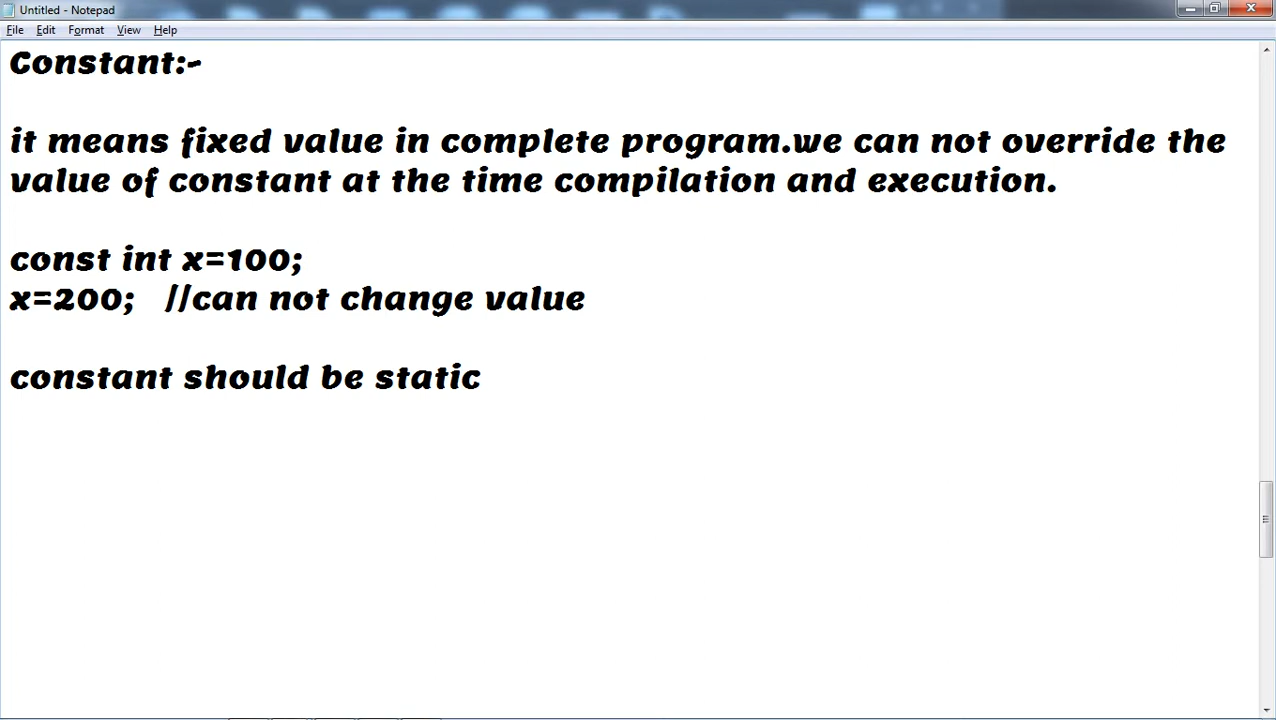 Untitled - Notepad
File Edit Format View Help
Constant:-
it means fixed value in complete program.we can not override the
value of constant at the time compilation and execution.
const int x=100;
x=200;   //can not change value
constant should be static